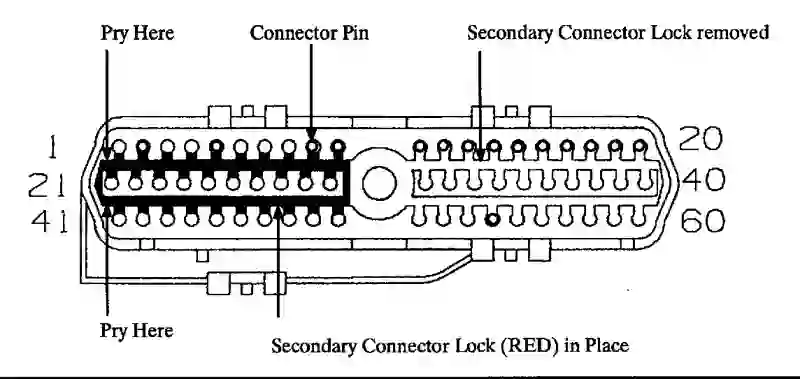 Pry Here
Connector Pin
Secondary Connector Lock removed
1
20
21
40
41
60
Pry Here
Secondary Connector Lock (RED) in Place